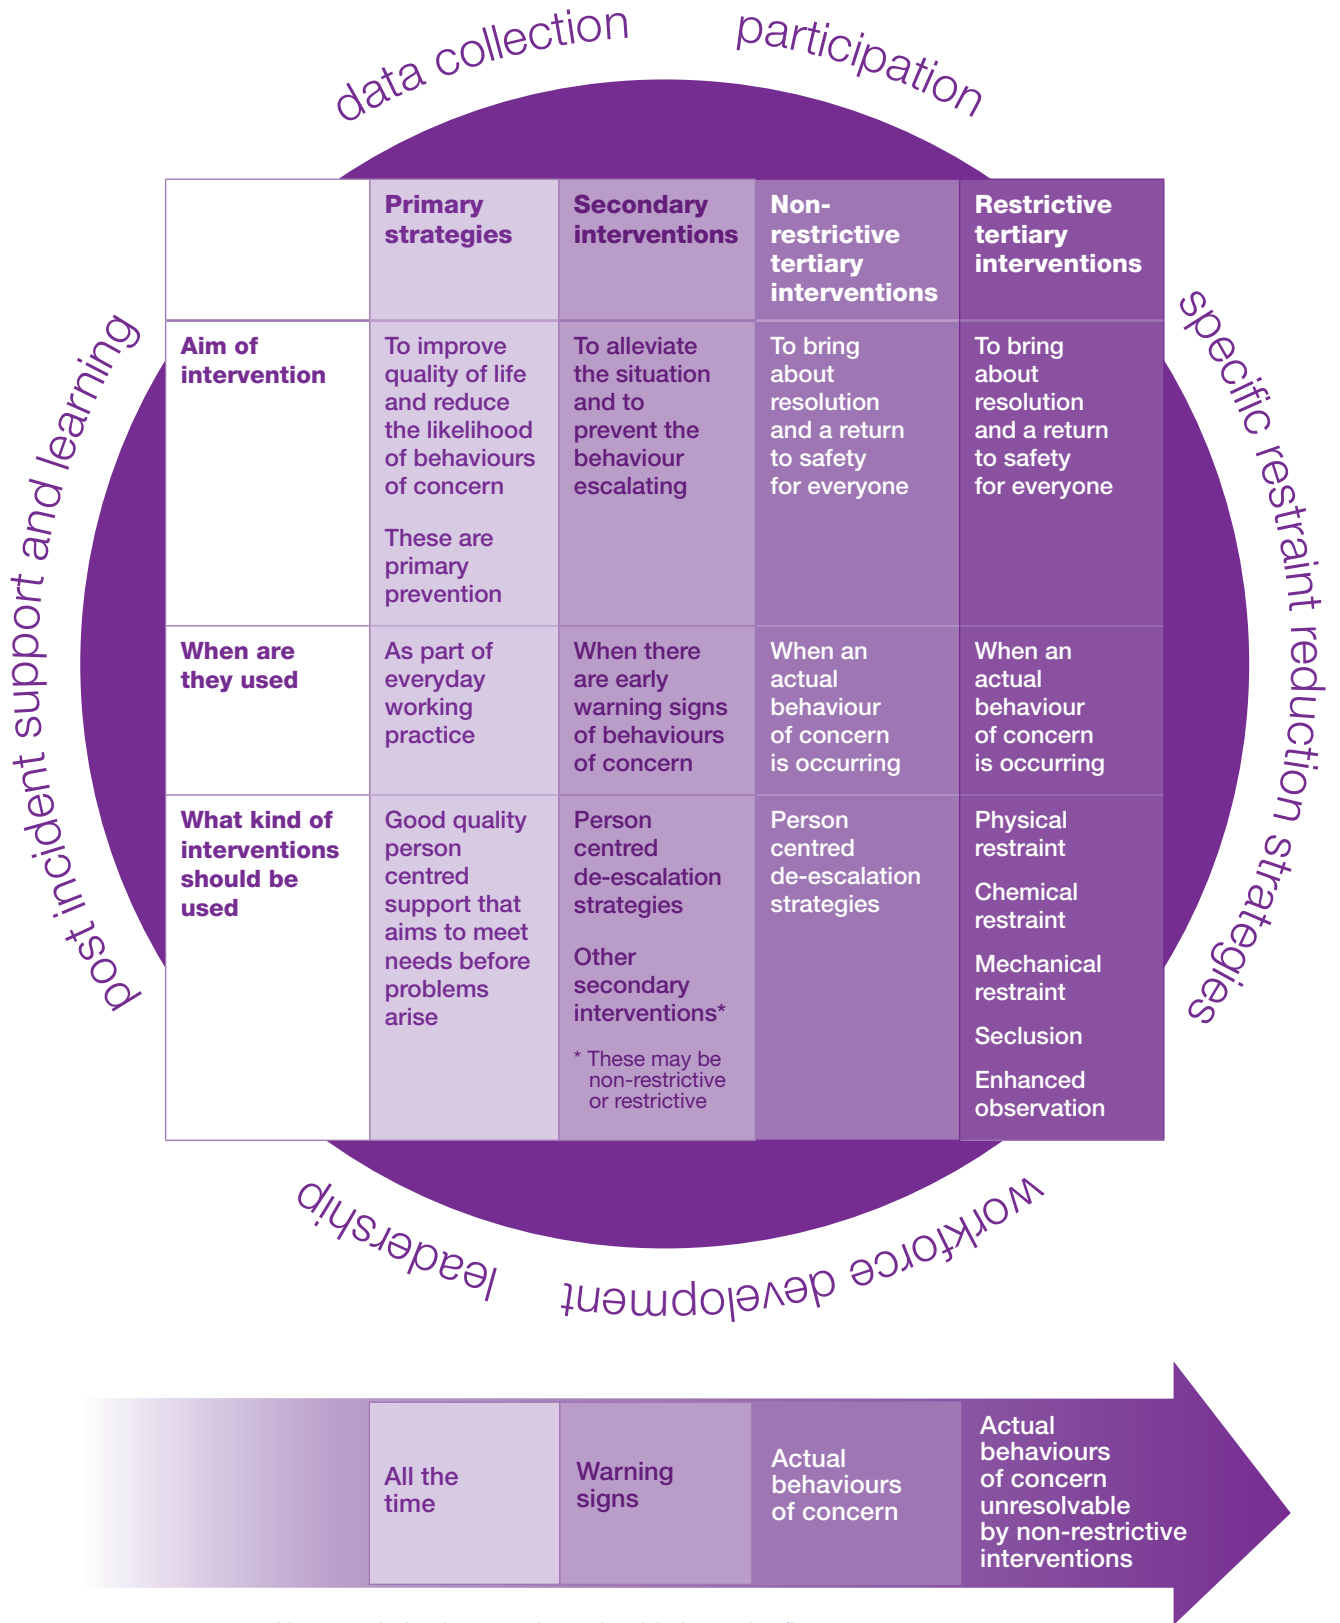 data collection
participation
specific restraint reduction strategies
workforce development
leadership
post incident support and learning
Primary
strategies
Secondary
interventions
Non-
restrictive
tertiary
interventions
Restrictive
tertiary
interventions
Aim of
intervention
To improve
quality of life
and reduce
the likelihood
of behaviours
of concern
These are
primary
prevention
To alleviate
the situation
and to
prevent the
behaviour
escalating
To bring
about
resolution
and a return
to safety
for everyone
To bring
about
resolution
and a return
to safety
for everyone
When are
they used
As part of
everyday
working
practice
When there
are early
warning signs
of behaviours
of concern
When an
actual
behaviour
of concern
is occurring
When an
actual
behaviour
of concern
is occurring
What kind of
interventions
should be
used
Good quality
person
centred
support that
aims to meet
needs before
problems
arise
Person
centred
de-escalation
strategies
Other
secondary
interventions*
* These may be
non-restrictive
or restrictive
Person
centred
de-escalation
strategies
Physical
restraint
Chemical
restraint
Mechanical
restraint
Seclusion
Enhanced
observation
All the
time
Warning
signs
Actual
behaviours
of concern
Actual
behaviours
of concern
unresolvable
by non-restrictive
interventions